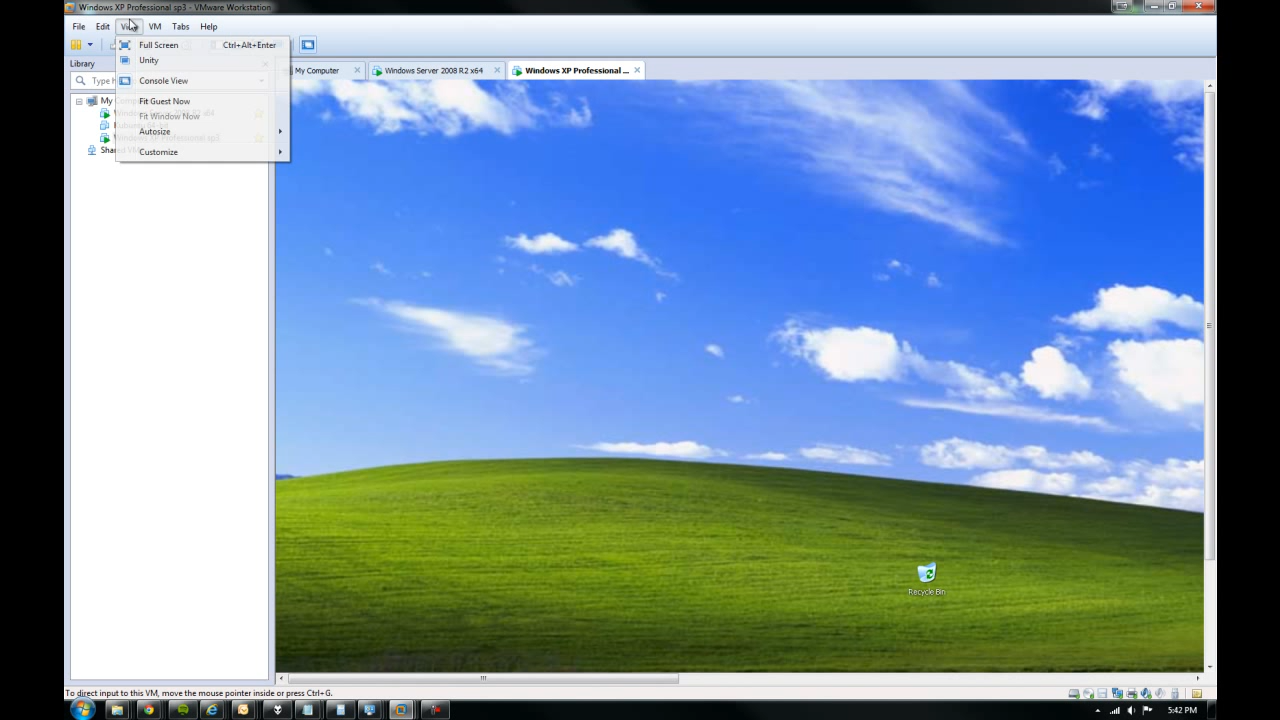 Windows XP Professional sp3 - VMware Workstation
File Edit VM Tabs Help
Library
Type
My Computer
Windows Server 2008 R2 x64
Windows XP Professional ...
Full Screen Ctrl+Alt+Enter
Unity
Console View
Fit Guest Now
Fit Window Now
Autosize
Customize
My
Recycle Bin
To direct input to this VM, move the mouse pointer inside or press Ctrl+G.
5:42 PM